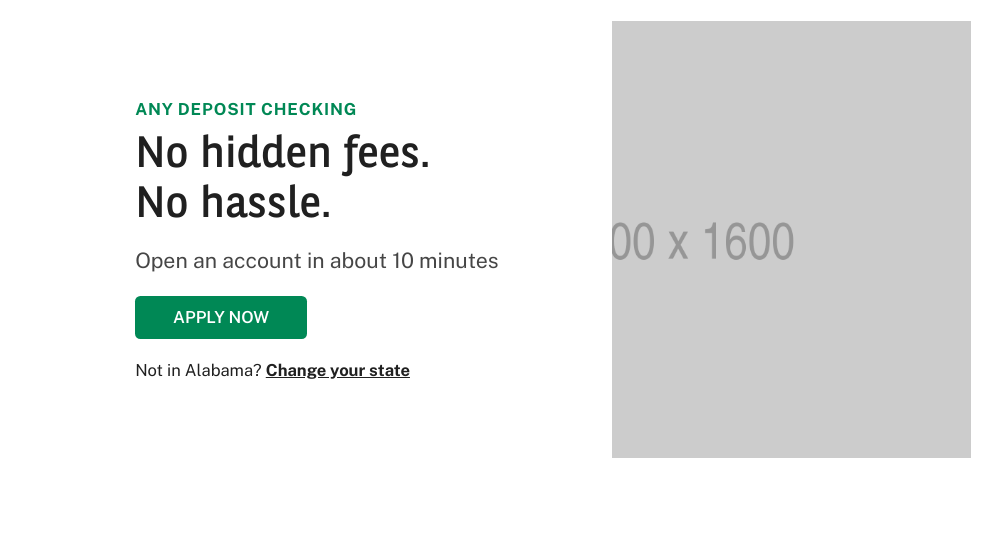 ANY DEPOSIT CHECKING
No hidden fees.
No hassle.
Open an account in about 10 minutes
APPLY NOW
Not in Alabama? Change your state
00 x 1600